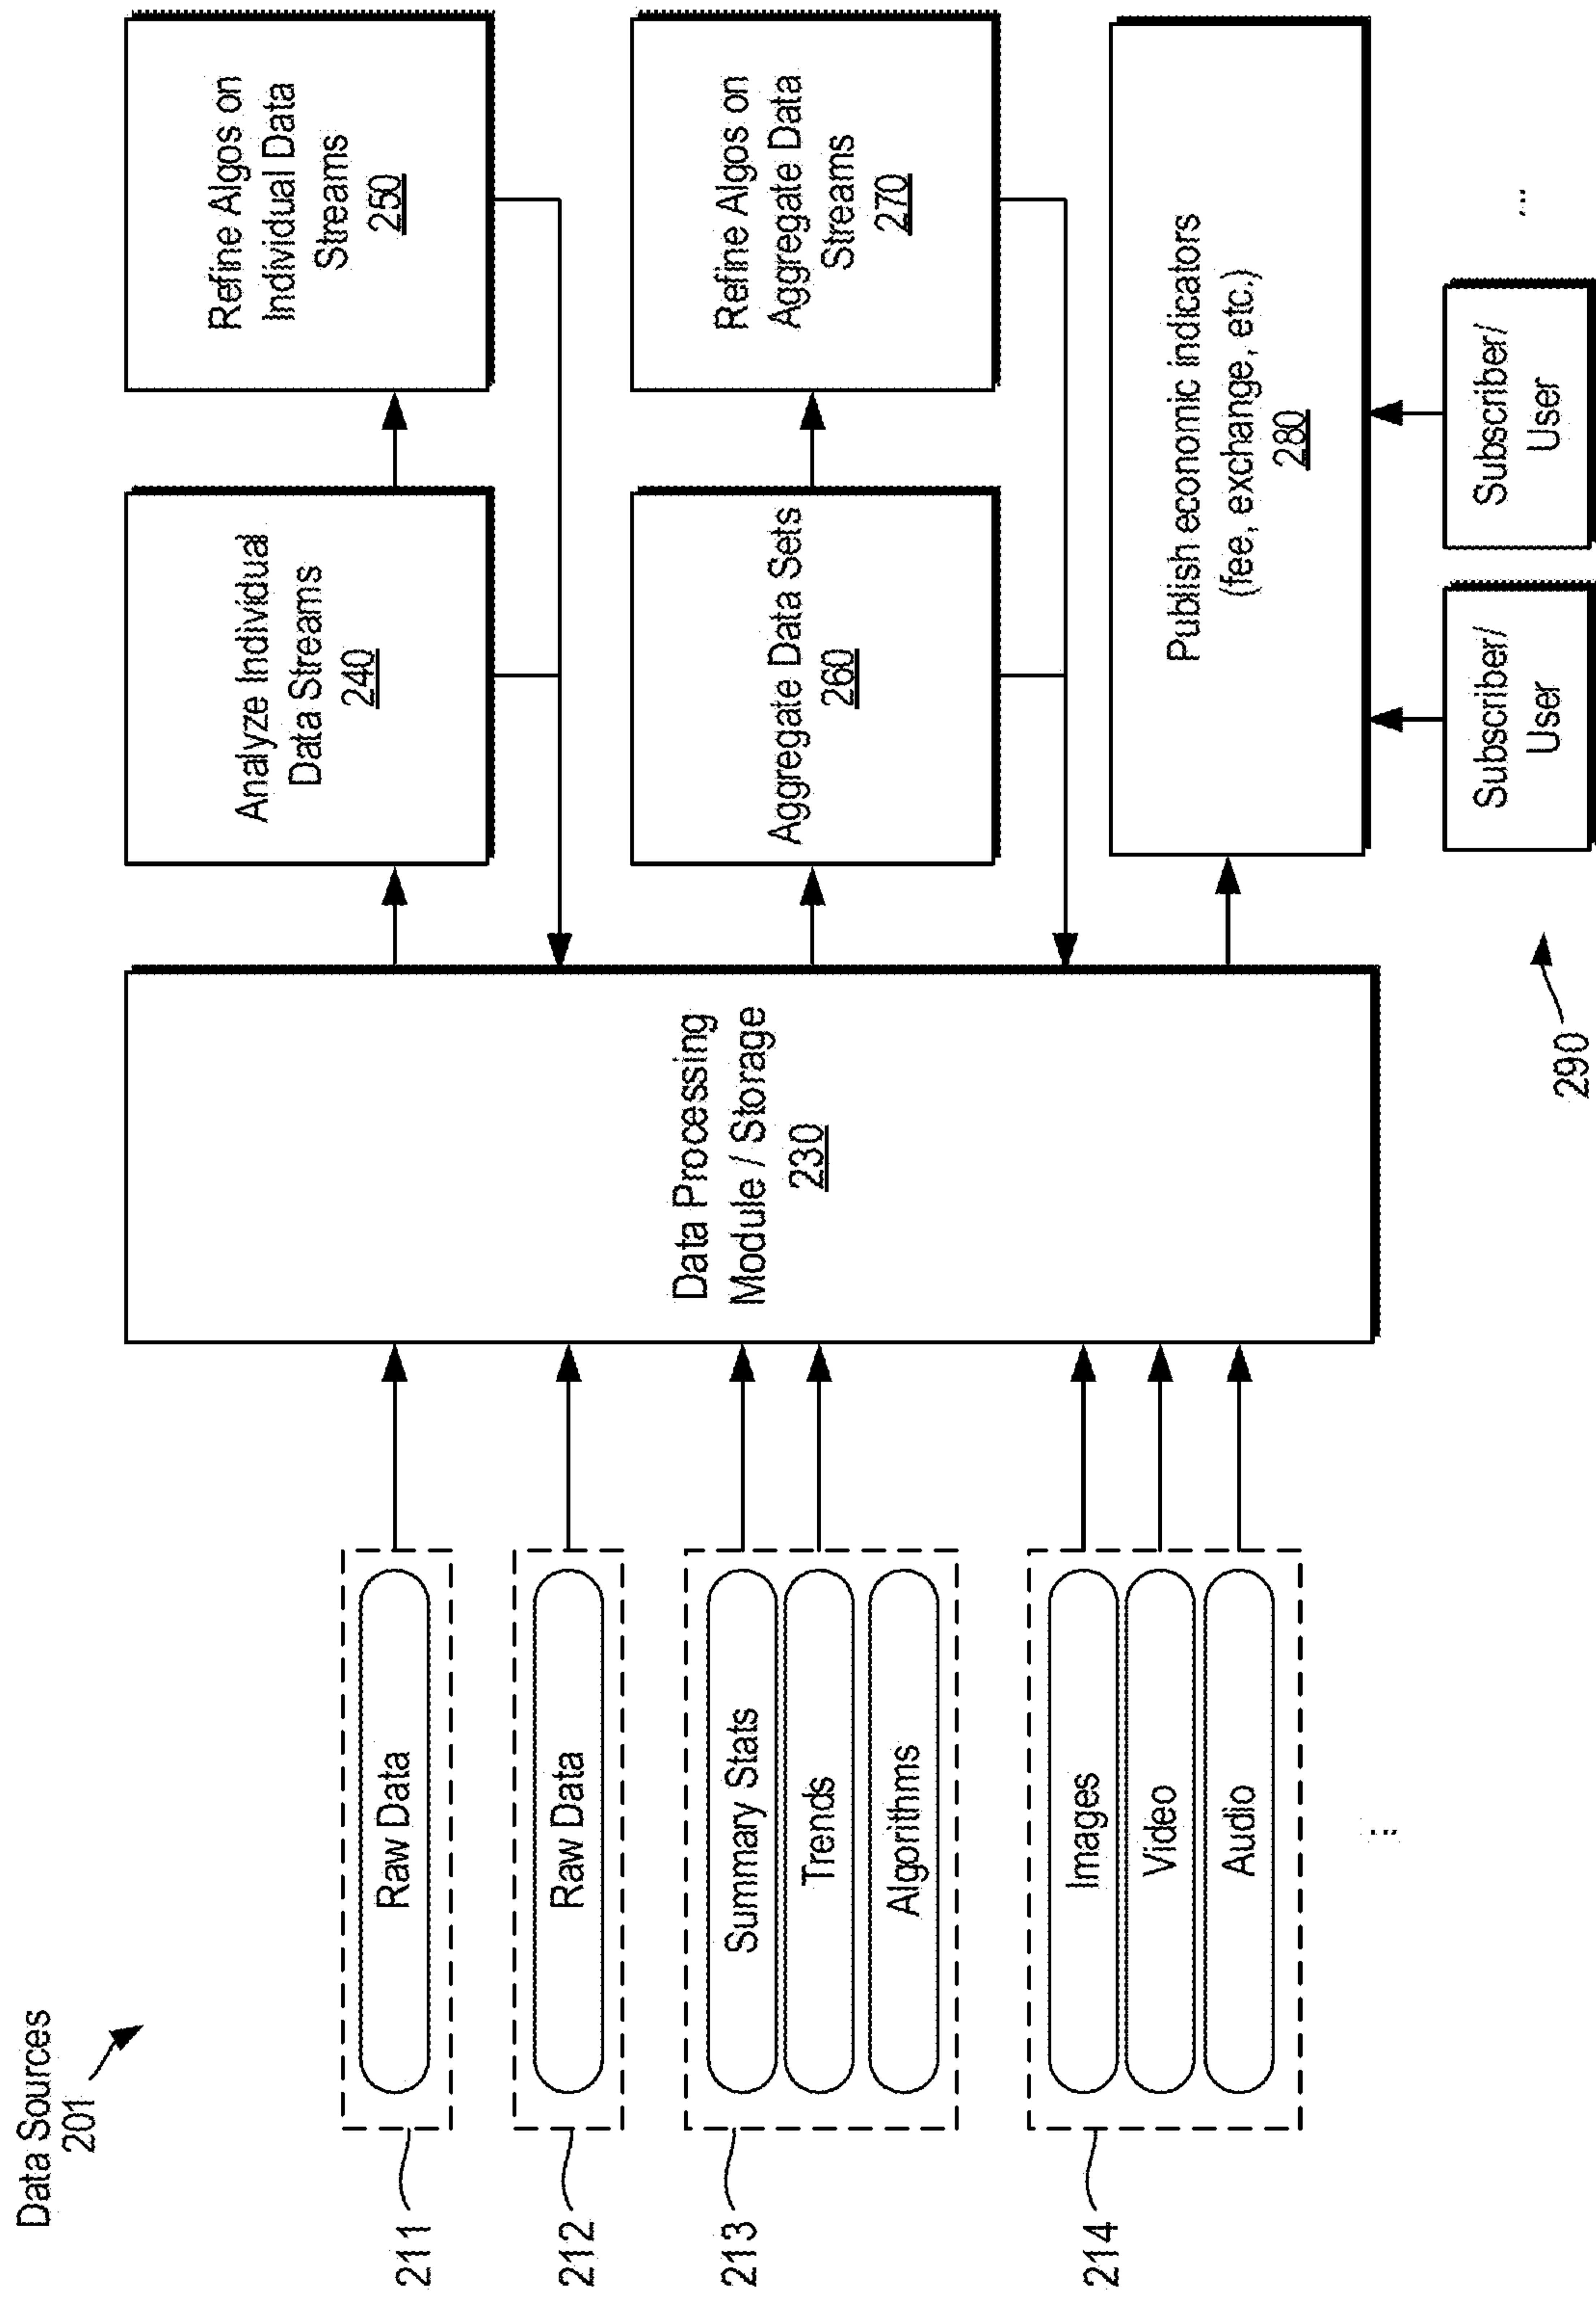 Data Sources
201
211
Raw Data
212
Raw Data
213
Summary Stats
Trends
Algorithms
214
Images
Video
Audio
...
Data Processing
Module / Storage
230
Analyze Individual
Data Streams
240
Refine Algos on
Individual Data
Streams
250
Aggregate Data Sets
260
Refine Algos on
Aggregate Data
Streams
270
Publish economic indicators
(fee, exchange, etc.)
280
290
Subscriber/
User
Subscriber/
User
...